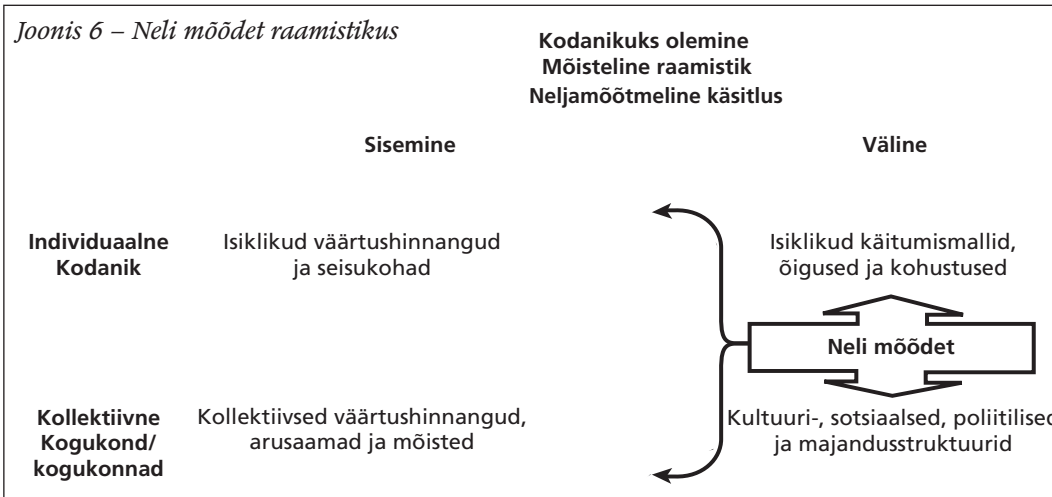 Joonis 6 – Neli mõõdet raamistikus
Kodanikuks olemine
Mõisteline raamistik
Neljamõõtmeline käsitlus
Sisemine
Väline
Individuaalne
Kodanik
Isiklikud väärtushinnangud
ja seisukohad
Isiklikud käitumismallid,
õigused ja kohustused
Neli mõõdet
Kollektiivne
Kogukond/
kogukonnad
Kollektiivsed väärtushinnangud,
arusaamad ja mõisted
Kultuuri-, sotsiaalsed, poliitilised
ja majandusstruktuurid